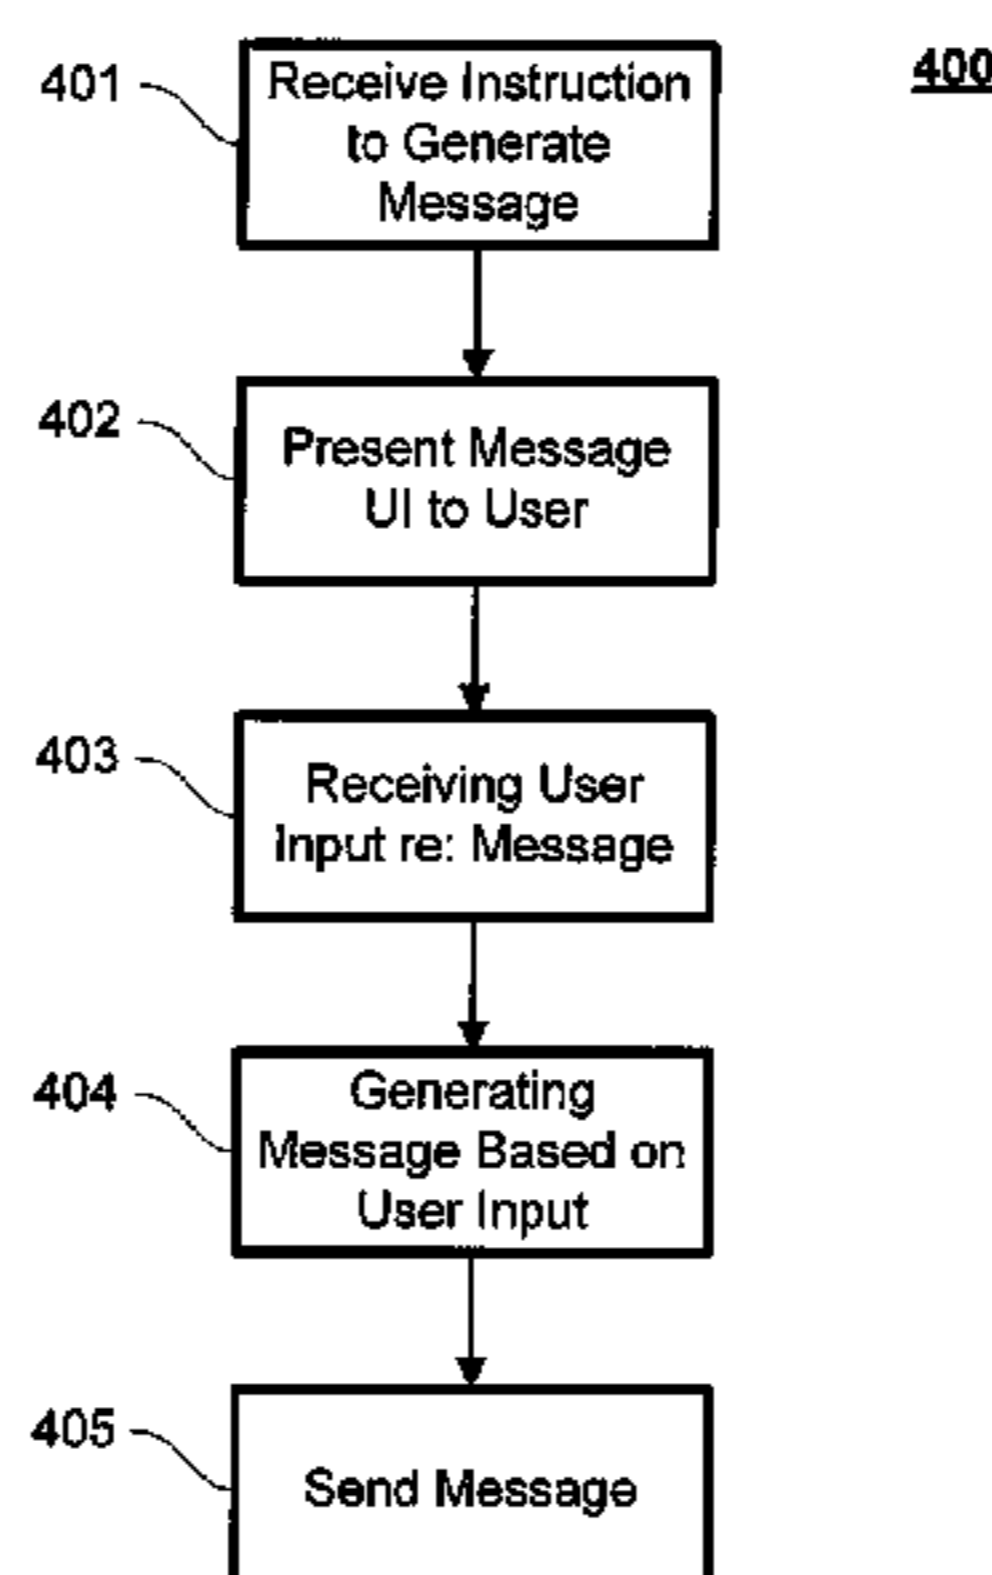 400
401
Receive Instruction
to Generate
Message
402
Present Message
UI to User
403
Receiving User
Input re: Message
404
Generating
Message Based on
User Input
405
Send Message